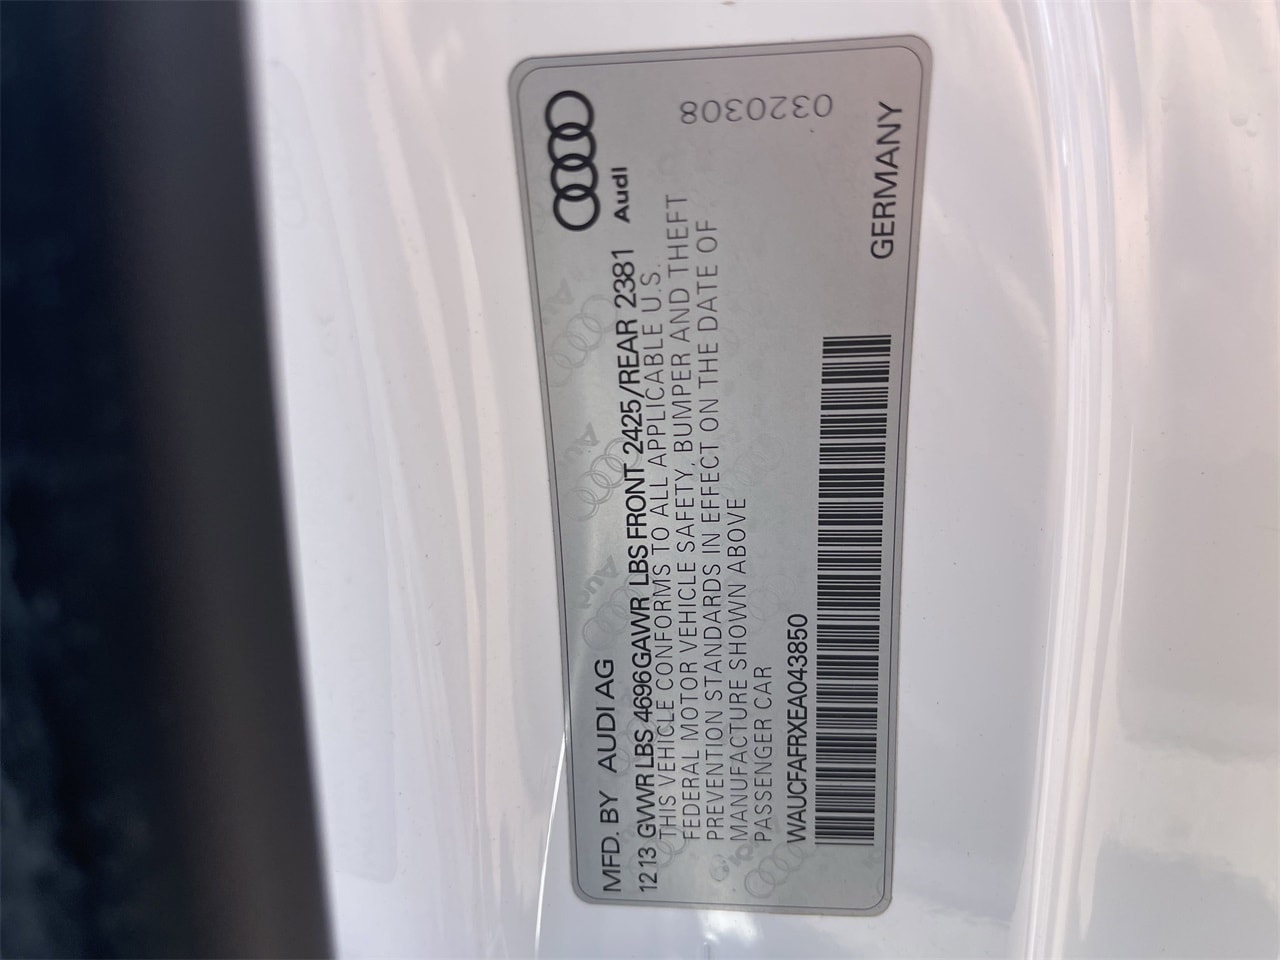 MFD. BY AUDI AG
12 13 GVWR LBS 4696 GAWR LBS FRONT 2425/REAR 2381 Audi
THIS VEHICLE CONFORMS TO ALL APPLICABLE U.S.
FEDERAL MOTOR VEHICLE SAFETY, BUMPER AND THEFT
PREVENTION STANDARDS IN EFFECT ON THE DATE OF
MANUFACTURE SHOWN ABOVE
PASSENGER CAR
WAUCFAFRXEA043850
GERMANY
0320308